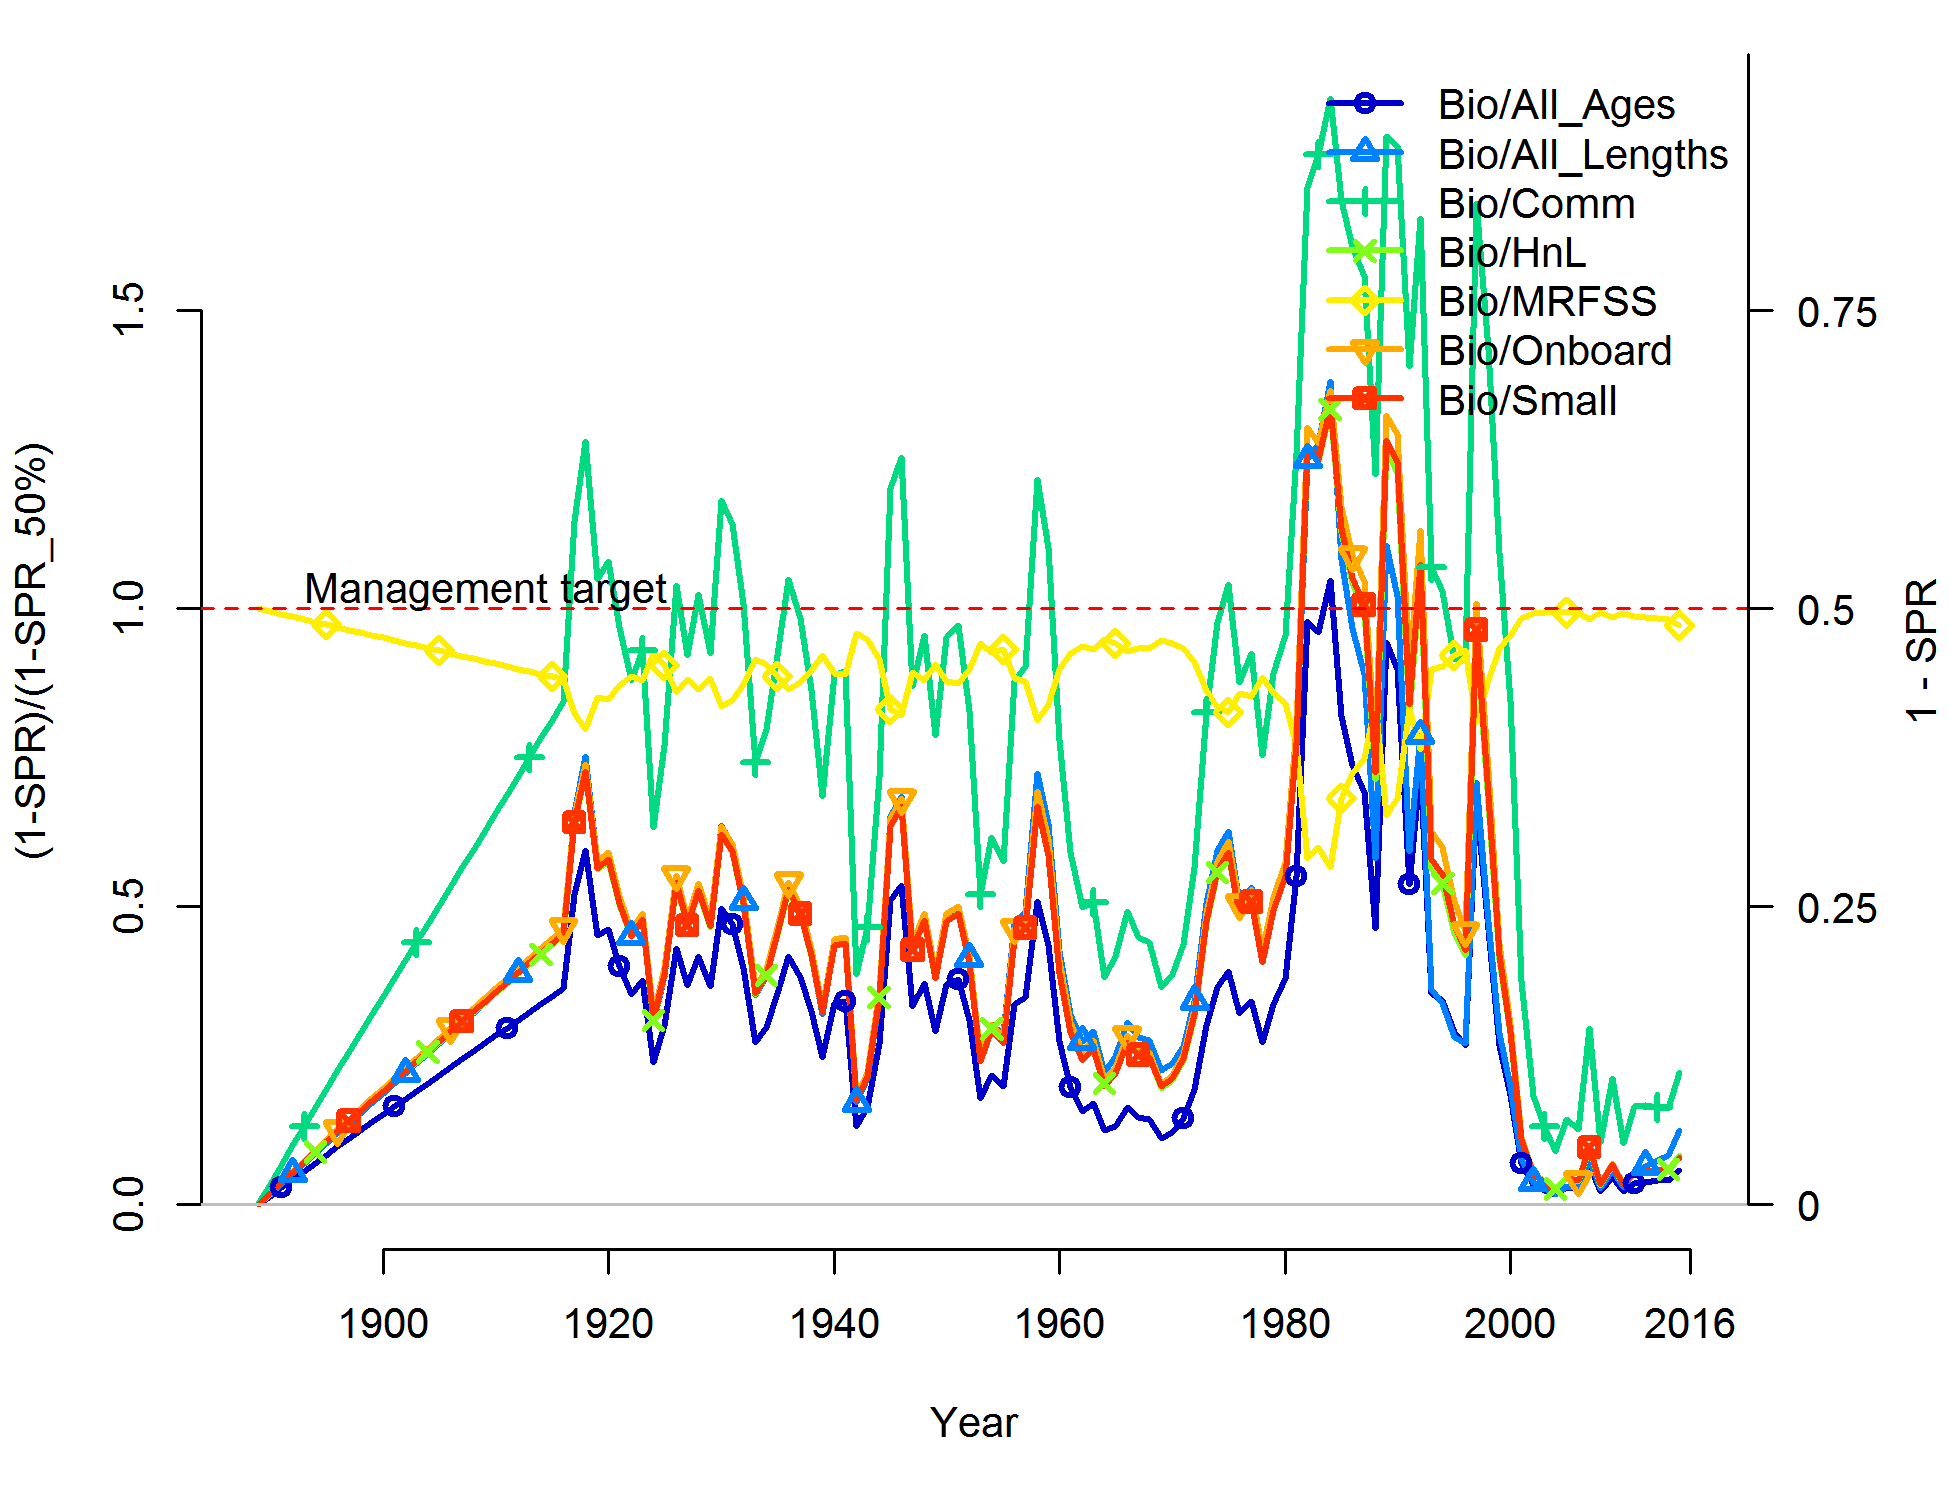 Bio/All_Ages
Bio/All_Lengths
Bio/Comm
Bio/HnL
Bio/MRFSS
Bio/Onboard
Bio/Small
Management target
(1-SPR)/(1-SPR_50%)
0.0
0.5
1.0
1.5
1 - SPR
0.75
0.5
0.25
0
1900 1920 1940 1960 1980 2000 2016
Year